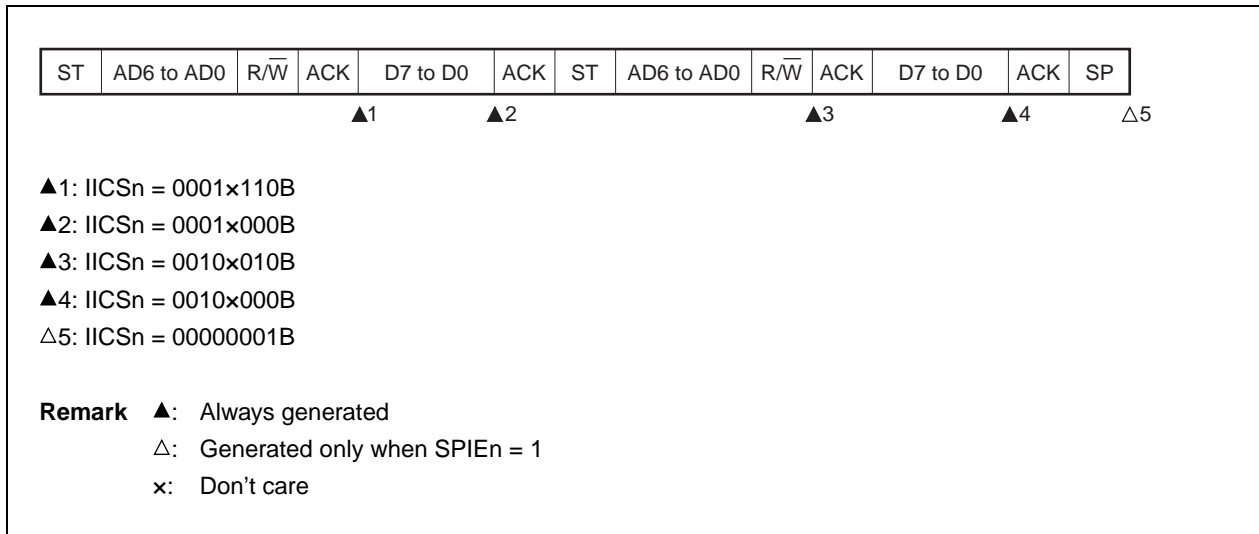 ST AD6 to AD0 R/W̅ ACK D7 to D0 ACK ST AD6 to AD0 R/W̅ ACK D7 to D0 ACK SP
▲1 ▲2 ▲3 ▲4 △5
▲1: IICSn = 0001×110B
▲2: IICSn = 0001×000B
▲3: IICSn = 0010×010B
▲4: IICSn = 0010×000B
△5: IICSn = 00000001B
Remark ▲: Always generated
△: Generated only when SPIEn = 1
×: Don't care